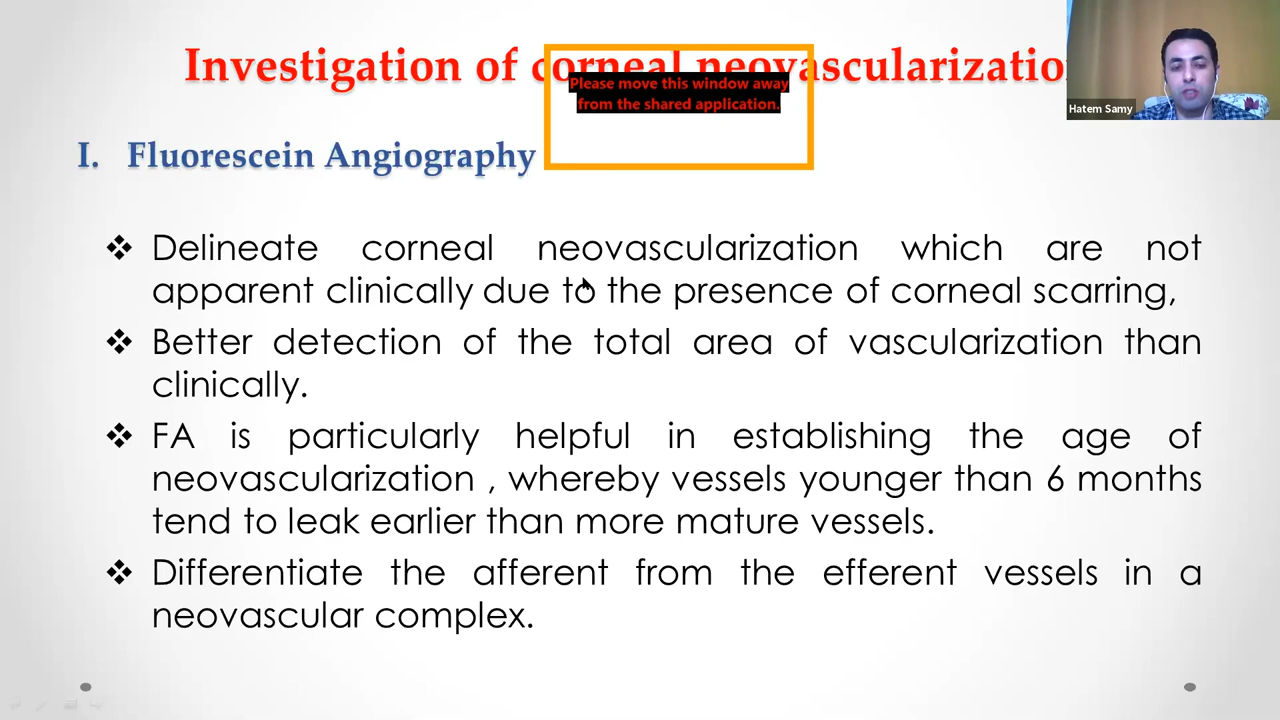 Investigation of corneal neovascularizatio
Please move this window away
from the shared application.
Hatem Samy
I. Fluorescein Angiography
❖ Delineate corneal neovascularization which are not
apparent clinically due to the presence of corneal scarring,
❖ Better detection of the total area of vascularization than
clinically.
❖ FA is particularly helpful in establishing the age of
neovascularization , whereby vessels younger than 6 months
tend to leak earlier than more mature vessels.
❖ Differentiate the afferent from the efferent vessels in a
neovascular complex.